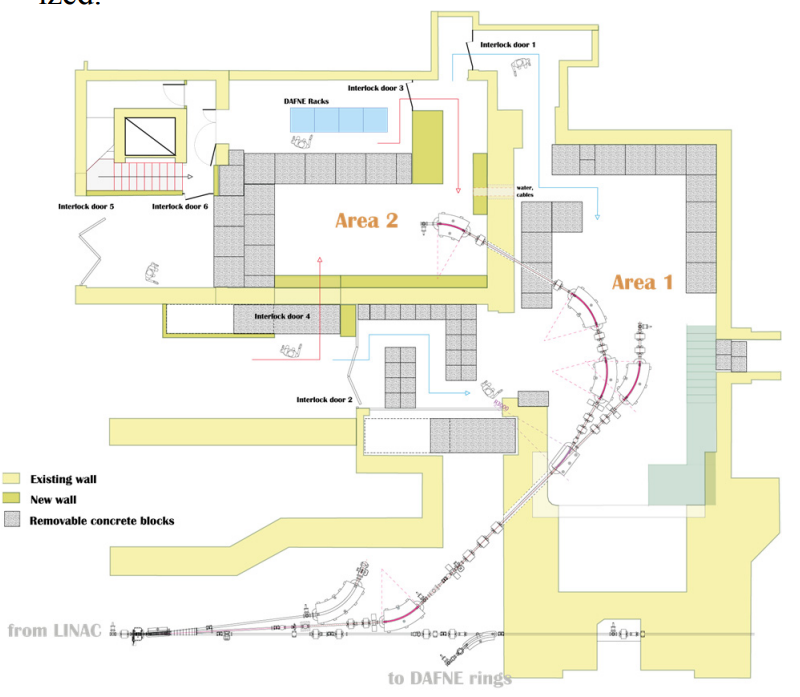 ized.
Interlock door 1
Interlock door 3
DAFNE Racks
water,
cables
Interlock door 5
Interlock door 6
Area 2
Area 1
Interlock door 4
Interlock door 2
Existing wall
New wall
Removable concrete blocks
from LINAC
to DAFNE rings